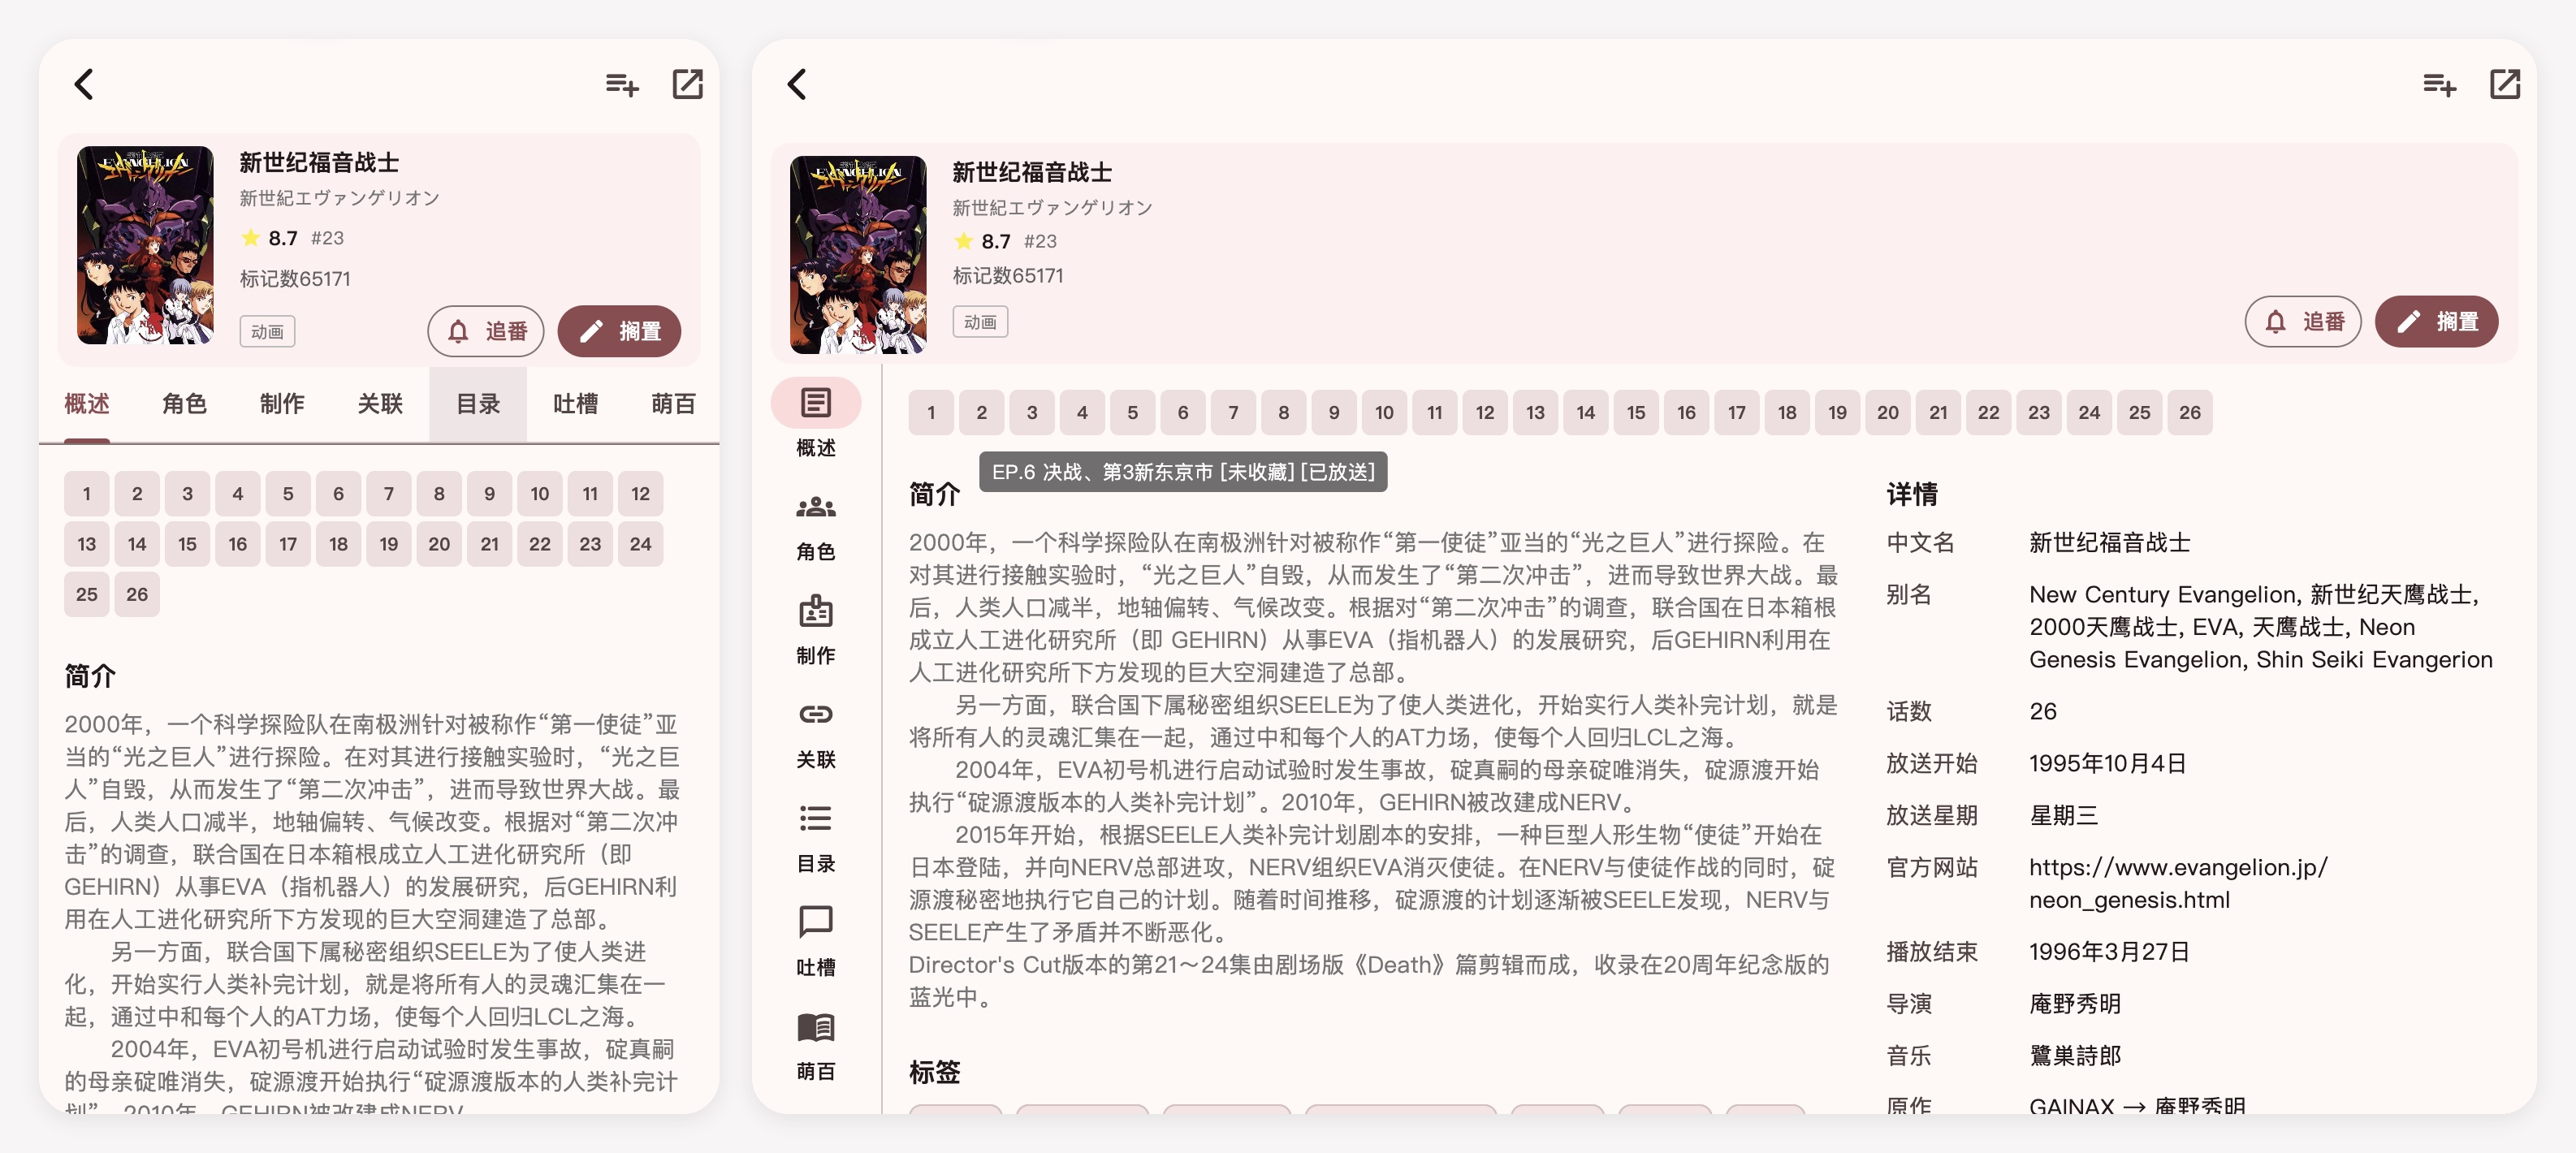 新世纪福音战士
新世紀エヴァンゲリオン
8.7 #23
标记数65171
动画
追番
搁置
概述 角色 制作 关联 目录 吐槽 萌百
1 2 3 4 5 6 7 8 9 10 11 12
13 14 15 16 17 18 19 20 21 22 23 24
25 26
简介
2000年，一个科学探险队在南极洲针对被称作“第一使徒”亚
当的“光之巨人”进行探险。在对其进行接触实验时，“光之巨
人”自毁，从而发生了“第二次冲击”，进而导致世界大战。最
后，人类人口减半，地轴偏转、气候改变。根据对“第二次冲
击”的调查，联合国在日本箱根成立人工进化研究所（即
GEHIRN）从事EVA（指机器人）的发展研究，后GEHIRN利
用在人工进化研究所下方发现的巨大空洞建造了总部。
另一方面，联合国下属秘密组织SEELE为了使人类进
化，开始实行人类补完计划，就是将所有人的灵魂汇集在一
起，通过中和每个人的AT力场，使每个人回归LCL之海。
2004年，EVA初号机进行启动试验时发生事故，碇真嗣
的母亲碇唯消失，碇源渡开始执行“碇源渡版本的人类补完计
划”。2010年，GEHIRN被改建成NERV。
EVANGELION
新世纪福音战士
新世紀エヴァンゲリオン
8.7 #23
标记数65171
动画
追番
搁置
概述
角色
制作
关联
目录
吐槽
萌百
1 2 3 4 5 6 7 8 9 10 11 12 13 14 15 16 17 18 19 20 21 22 23 24 25 26
EP.6 决战、第3新东京市 [未收藏] [已放送]
简介
2000年，一个科学探险队在南极洲针对被称作“第一使徒”亚当的“光之巨人”进行探险。在
对其进行接触实验时，“光之巨人”自毁，从而发生了“第二次冲击”，进而导致世界大战。最
后，人类人口减半，地轴偏转、气候改变。根据对“第二次冲击”的调查，联合国在日本箱根
成立人工进化研究所（即 GEHIRN）从事EVA（指机器人）的发展研究，后GEHIRN利用在
人工进化研究所下方发现的巨大空洞建造了总部。
另一方面，联合国下属秘密组织SEELE为了使人类进化，开始实行人类补完计划，就是
将所有人的灵魂汇集在一起，通过中和每个人的AT力场，使每个人回归LCL之海。
2004年，EVA初号机进行启动试验时发生事故，碇真嗣的母亲碇唯消失，碇源渡开始
执行“碇源渡版本的人类补完计划”。2010年，GEHIRN被改建成NERV。
2015年开始，根据SEELE人类补完计划剧本的安排，一种巨型人形生物“使徒”开始在
日本登陆，并向NERV总部进攻，NERV组织EVA消灭使徒。在NERV与使徒作战的同时，碇
源渡秘密地执行它自己的计划。随着时间推移，碇源渡的计划逐渐被SEELE发现，NERV与
SEELE产生了矛盾并不断恶化。
Director's Cut版本的第21～24集由剧场版《Death》篇剪辑而成，收录在20周年纪念版的
蓝光中。
标签
详情
中文名 新世纪福音战士
别名 New Century Evangelion, 新世纪天鹰战士,
2000天鹰战士, EVA, 天鹰战士, Neon
Genesis Evangelion, Shin Seiki Evangerion
话数 26
放送开始 1995年10月4日
放送星期 星期三
官方网站 https://www.evangelion.jp/
neon_genesis.html
播放结束 1996年3月27日
导演 庵野秀明
音乐 鷺巣詩郎
原作 GAINAX → 庵野秀明